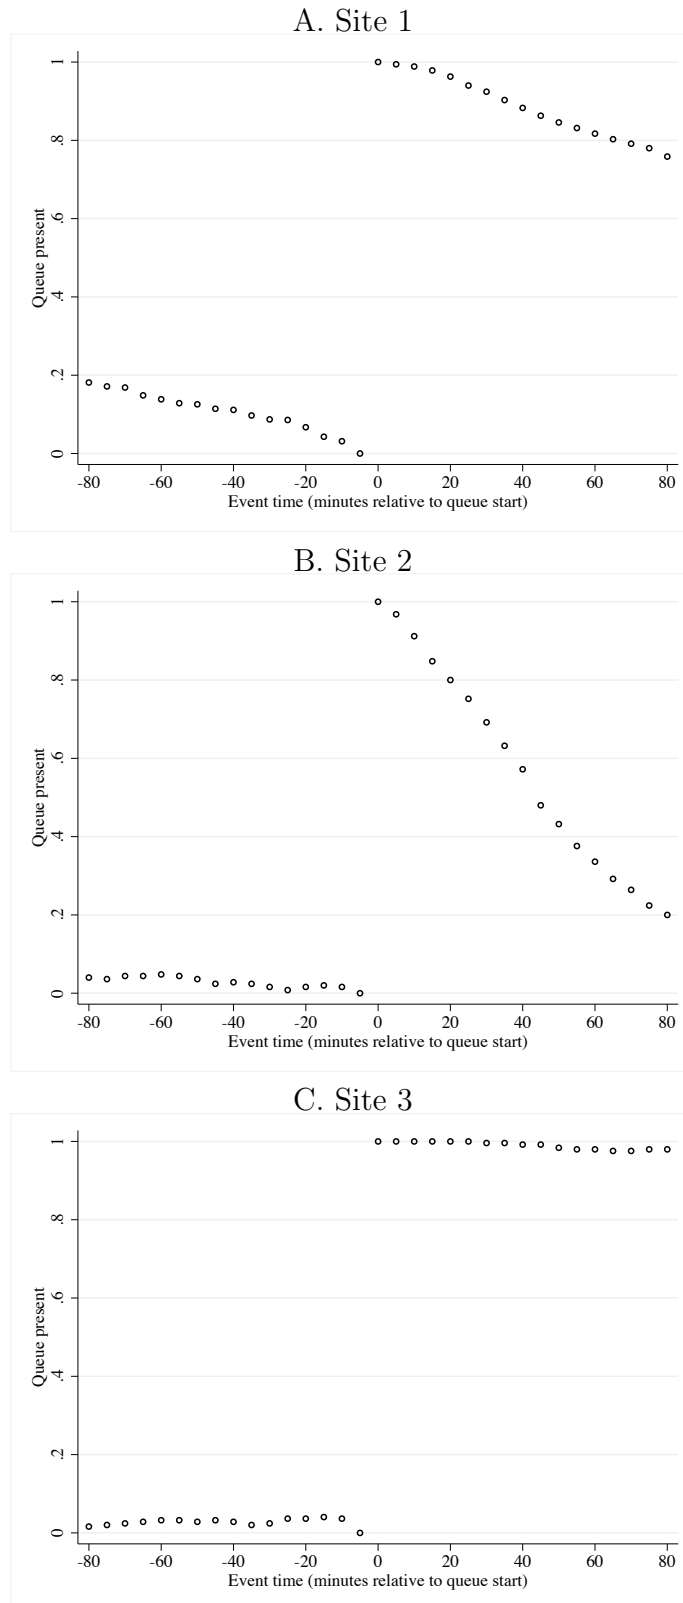 A. Site 1
Queue present
1
.8
.6
.4
.2
0
-80 -60 -40 -20 0 20 40 60 80
Event time (minutes relative to queue start)
B. Site 2
Queue present
1
.8
.6
.4
.2
0
-80 -60 -40 -20 0 20 40 60 80
Event time (minutes relative to queue start)
C. Site 3
Queue present
1
.8
.6
.4
.2
0
-80 -60 -40 -20 0 20 40 60 80
Event time (minutes relative to queue start)